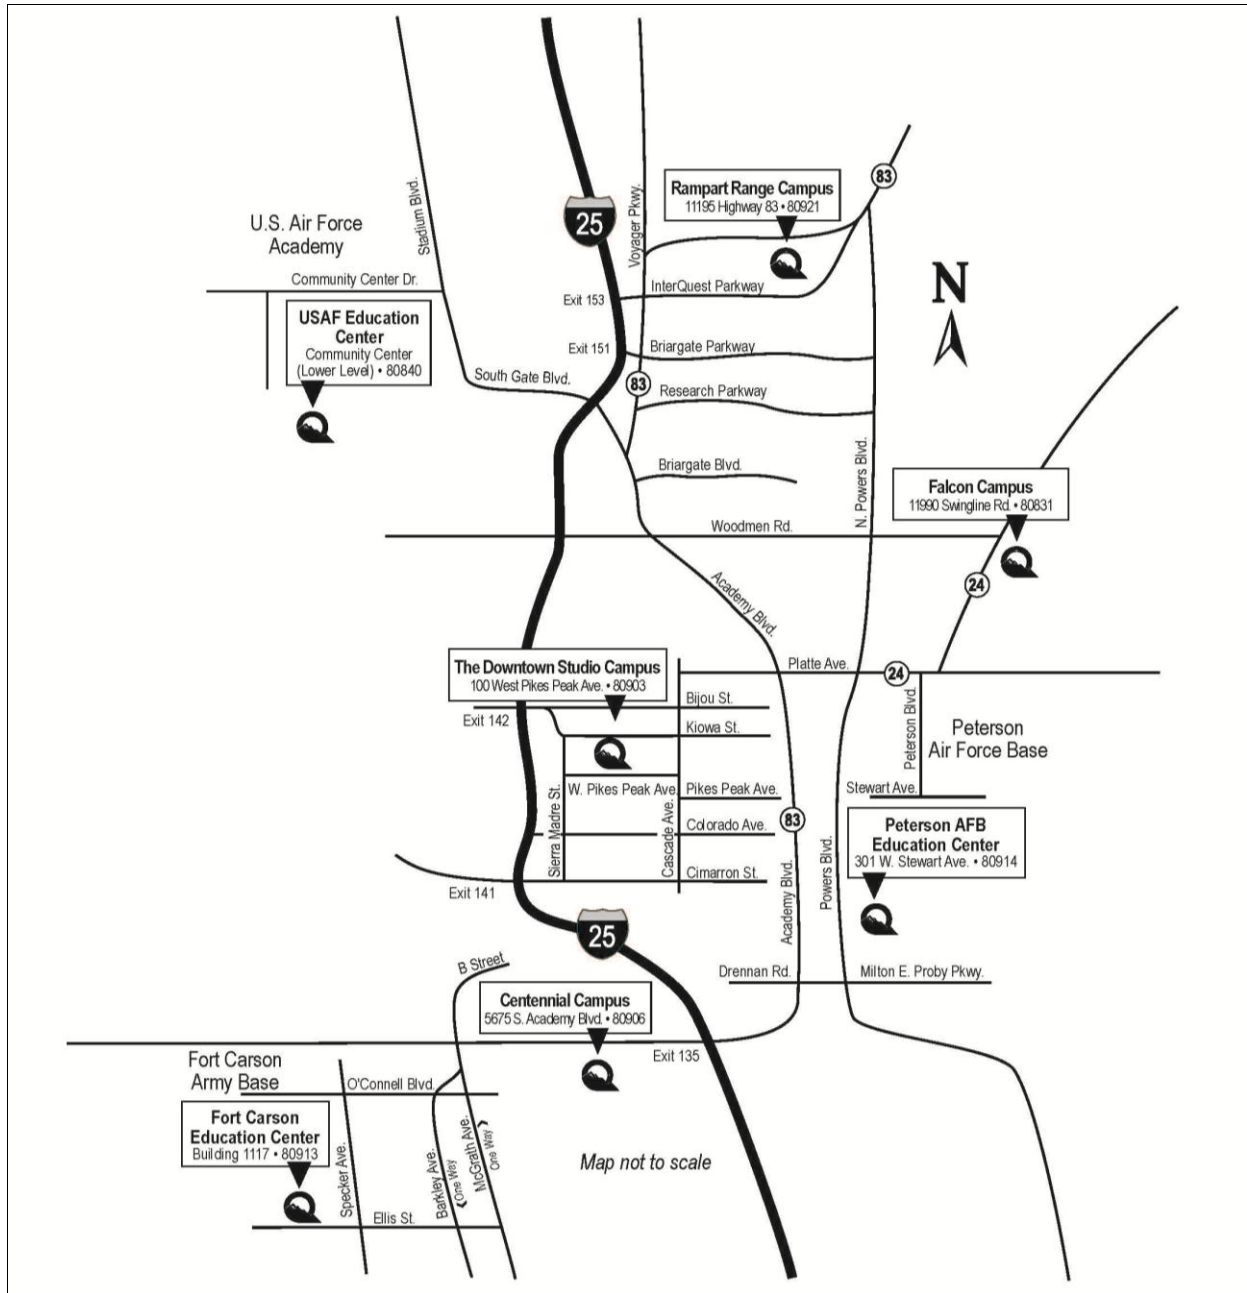 83
Rampart Range Campus
11195 Highway 83 • 80921
Stadium Blvd.
Voyager Pkwy.
25
U.S. Air Force
Academy
Community Center Dr.
InterQuest Parkway
Exit 153
N
USAF Education
Center
Community Center
(Lower Level) • 80840
Exit 151
Briargate Parkway
South Gate Blvd.
83
Research Parkway
Briargate Blvd.
N. Powers Blvd.
Falcon Campus
11990 Swingline Rd. • 80831
Woodmen Rd.
24
Academy Blvd.
The Downtown Studio Campus
100 West Pikes Peak Ave. • 80903
Platte Ave.
24
Bijou St.
Exit 142
Kiowa St.
Peterson Blvd.
Peterson
Air Force Base
W. Pikes Peak Ave.
Pikes Peak Ave.
Stewart Ave.
Sierra Madre St.
Cascade Ave.
Colorado Ave.
83
Peterson AFB
Education Center
301 W. Stewart Ave. • 80914
Cimarron St.
Exit 141
Academy Blvd.
Powers Blvd.
25
B Street
Drennan Rd.
Milton E. Proby Pkwy.
Centennial Campus
5675 S. Academy Blvd. • 80906
Exit 135
Fort Carson
Army Base
O'Connell Blvd.
Fort Carson
Education Center
Building 1117 • 80913
Specker Ave.
Barkley Ave.
One Way
McGrath Ave.
One Way
Map not to scale
Ellis St.